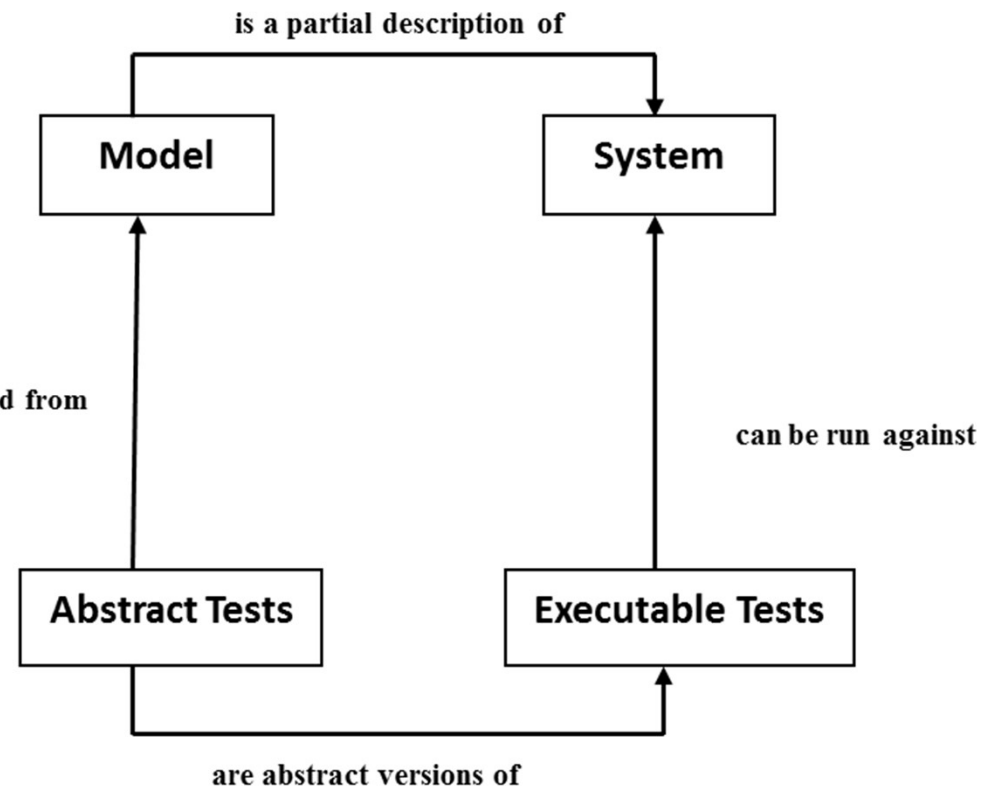 is a partial description of
Model
System
from
can be run against
Abstract Tests
Executable Tests
are abstract versions of